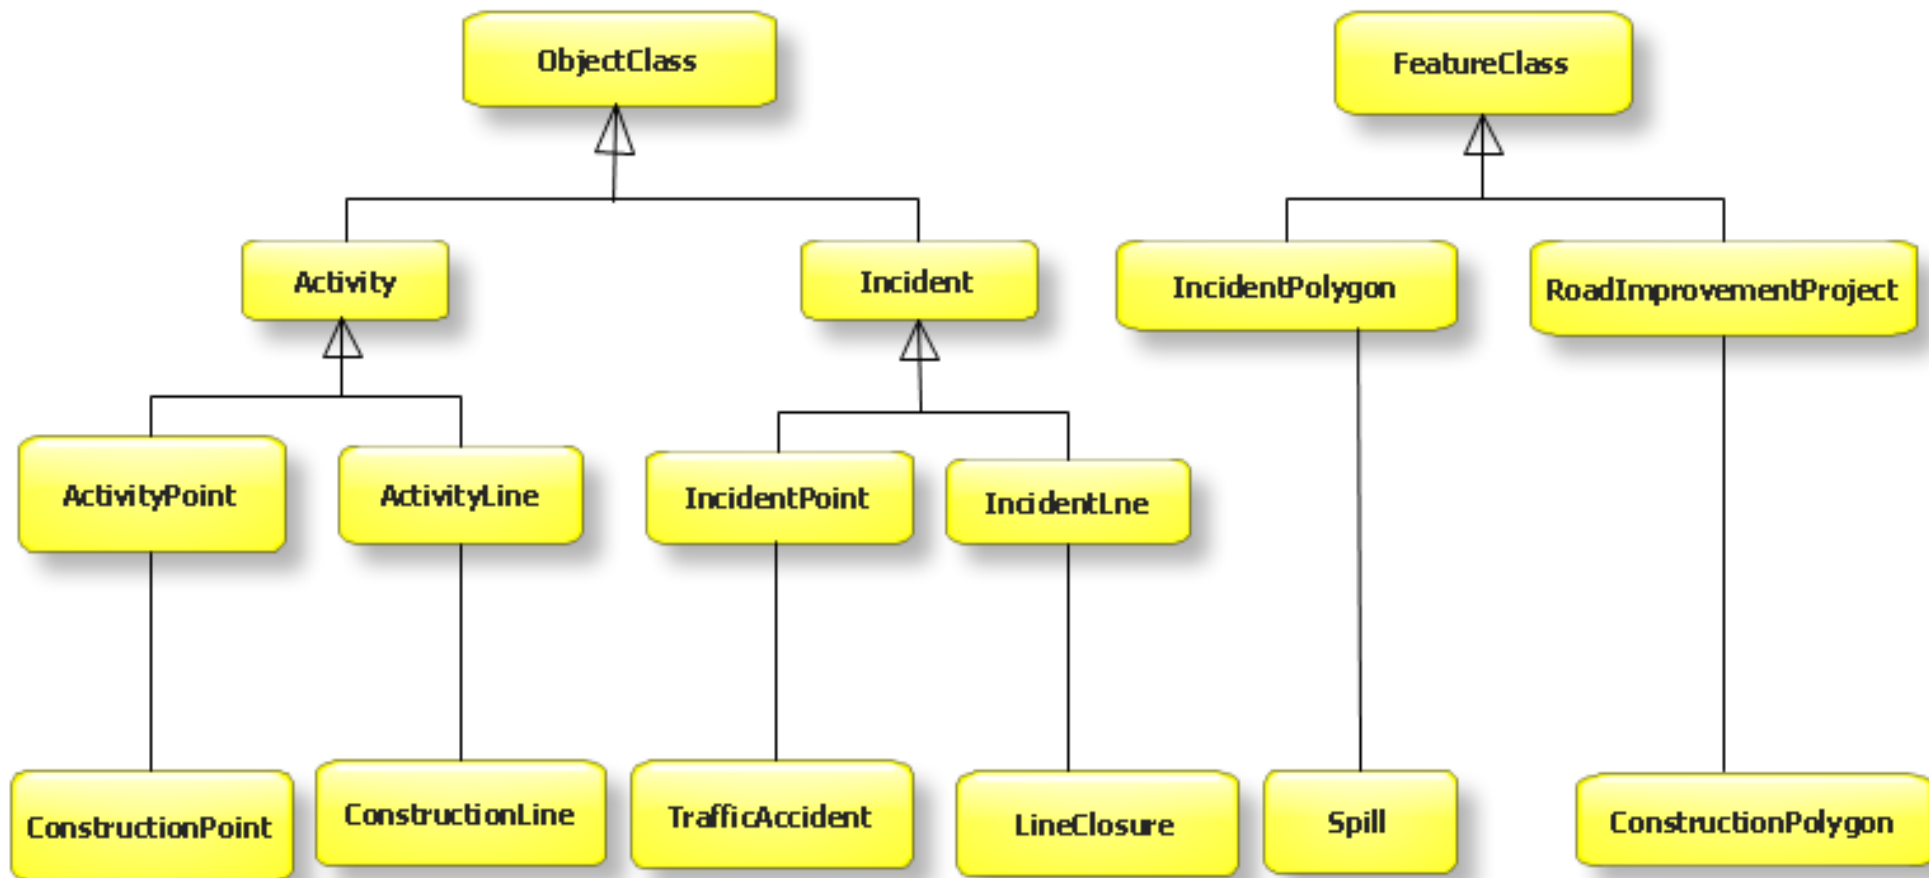 ObjectClass
FeatureClass
Activity
Incident
IncidentPolygon
RoadImprovementProject
ActivityPoint
ActivityLine
IncidentPoint
IncidentLne
ConstructionPoint
ConstructionLine
TrafficAccident
LineClosure
Spill
ConstructionPolygon